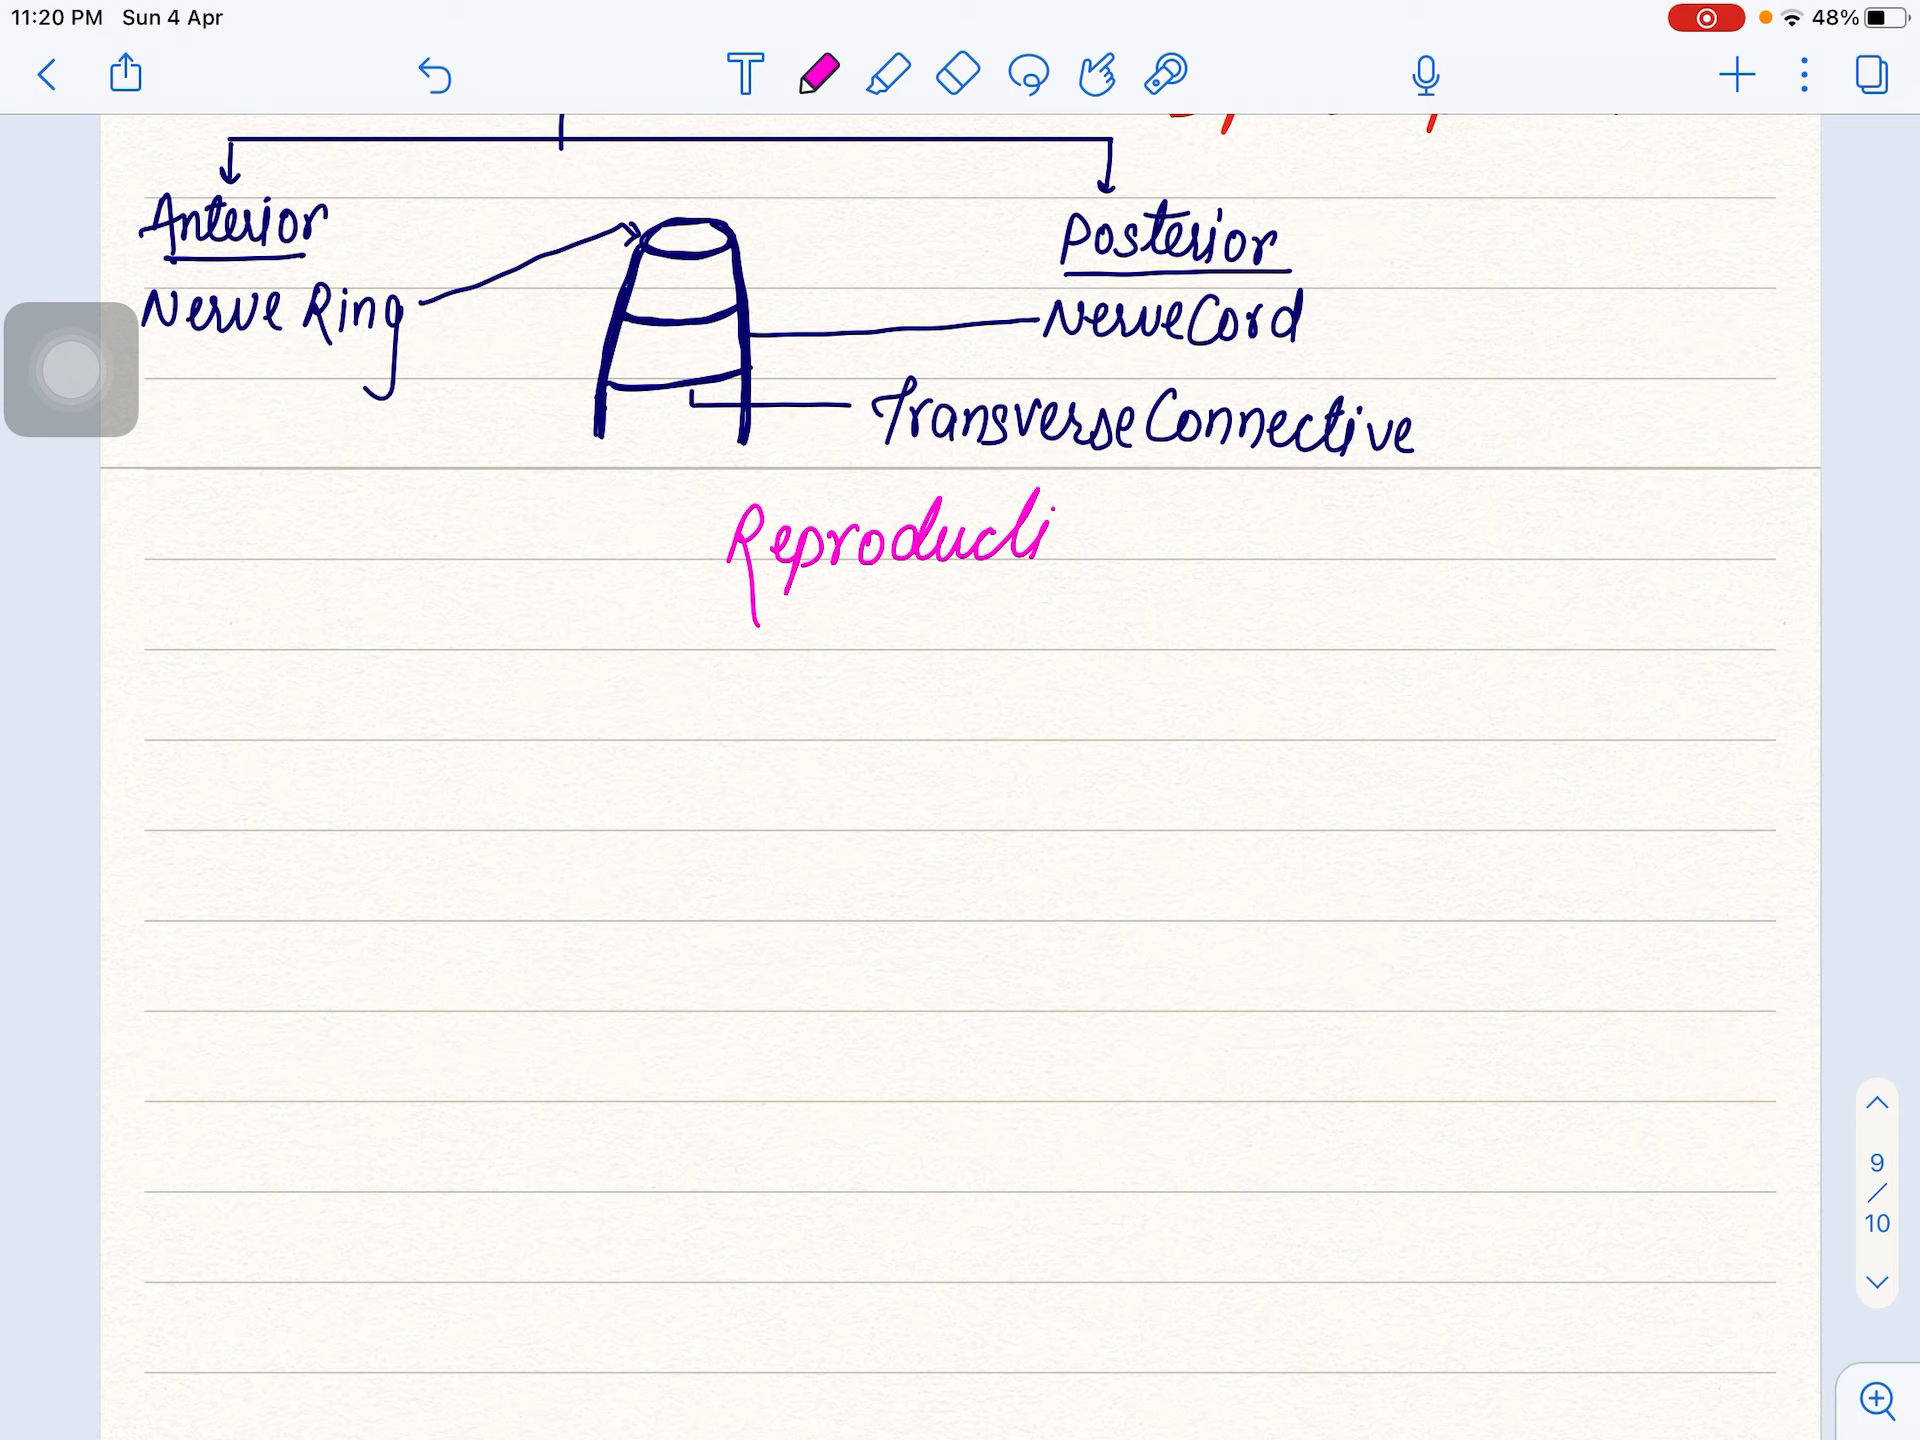 11:20 PM Sun 4 Apr
48%
T
Anterior
Posterior
Nerve Ring
Nerve Cord
Transverse Connective
Reproducti
9
/
10